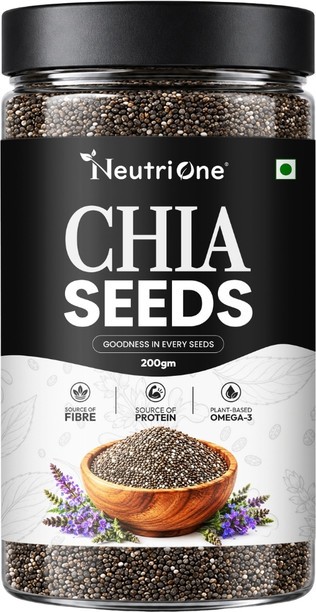 NeutriOne®
CHIA
SEEDS
GOODNESS IN EVERY SEEDS
200gm
SOURCE OF
FIBRE
SOURCE OF
PROTEIN
PLANT-BASED
OMEGA-3